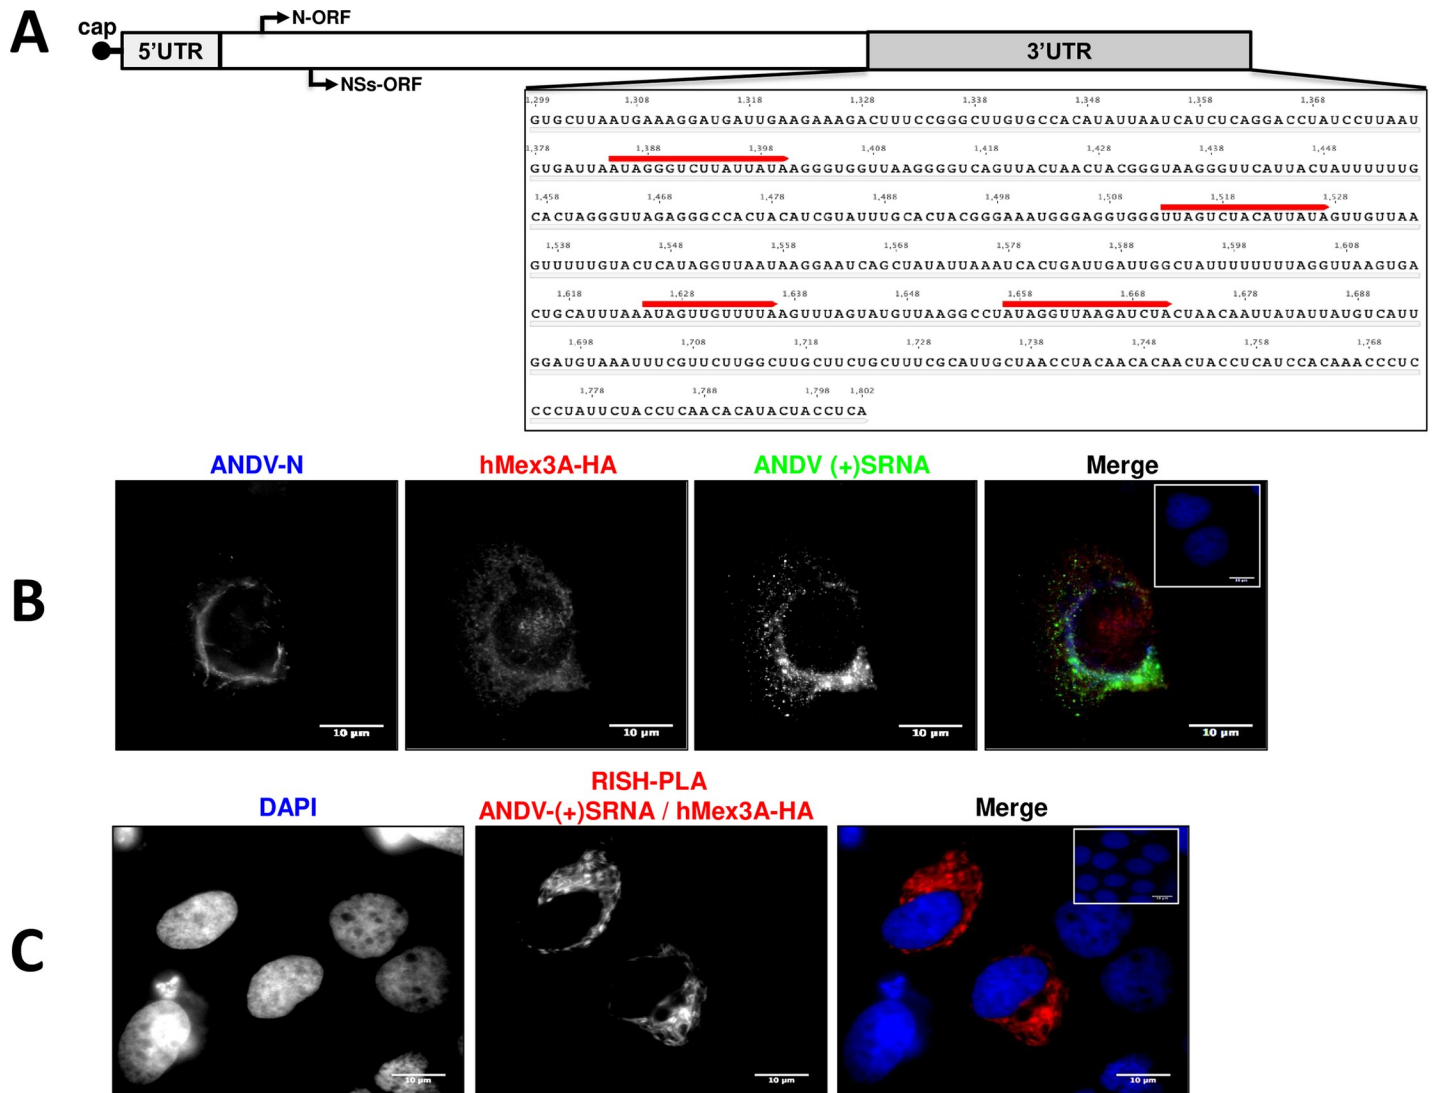 A
cap
5'UTR
N-ORF
NSs-ORF
3'UTR
1,299 1,308 1,318 1,328 1,338 1,348 1,358 1,368
GUGCUUAAUGAAAGGAUGAUUGAAGAAAGACUUUCCGGGCUUGUGCCACAUAUUAAUCAUCUCAGGACCUAUCCUUAAU
1,378 1,388 1,398 1,408 1,418 1,428 1,438 1,448
GUGAUUAAUAGGGUCUUAUUAUAAGGGUGGUUAAGGGGUCAGUUACUAACUACGGGUAAGGGUUCAUUACUAUUUUUUG
1,458 1,468 1,478 1,488 1,498 1,508 1,518 1,528
CACUAGGGUUAGAGGGCCACUACAUCGUAUUUGCACUACGGGAAAUGGGAGGUGGGUUAGUCUACAUUAUAGUUGUUAA
1,538 1,548 1,558 1,568 1,578 1,588 1,598 1,608
GUUUUUGUACUCAUAGGUUAAUAAGGAAUCAGCUAUAUUAAAUCACUGAUUGAUUGGCUAUUUUUUUUAGGUUAAGUGA
1,618 1,628 1,638 1,648 1,658 1,668 1,678 1,688
CUGCAUUUAAAUAGUUGUUUUAAGUUUAGUAUGUUAAGGCCUAUAGGUUAAGAUCUACUAACAAUUAUAUUAUGUCAUU
1,698 1,708 1,718 1,728 1,738 1,748 1,758 1,768
GGAUGUAAAUUUCGUUCUUGGCUUGCUUCUGCUUUCGCAUUGCUAACCUACAACACAACUACCUCAUCCACAAACCCUC
1,778 1,788 1,798 1,802
CCCUAUUCUACCUCAACACAUACUACCUCA
B
ANDV-N
hMex3A-HA
ANDV (+)SRNA
Merge
10 µm
10 µm
10 µm
10 µm
C
DAPI
RISH-PLA
ANDV-(+)SRNA / hMex3A-HA
Merge
10 µm
10 µm
10 µm